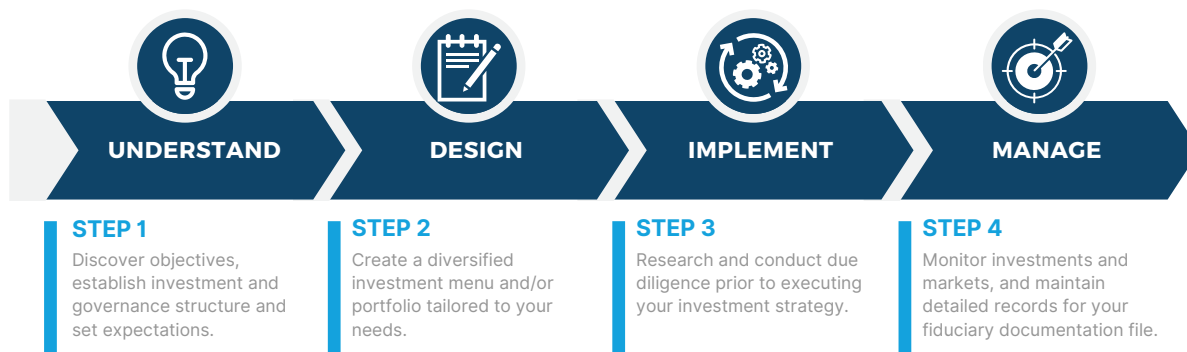 UNDERSTAND
DESIGN
IMPLEMENT
MANAGE
STEP 1
Discover objectives,
establish investment and
governance structure and
set expectations.
STEP 2
Create a diversified
investment menu and/or
portfolio tailored to your
needs.
STEP 3
Research and conduct due
diligence prior to executing
your investment strategy.
STEP 4
Monitor investments and
markets, and maintain
detailed records for your
fiduciary documentation file.